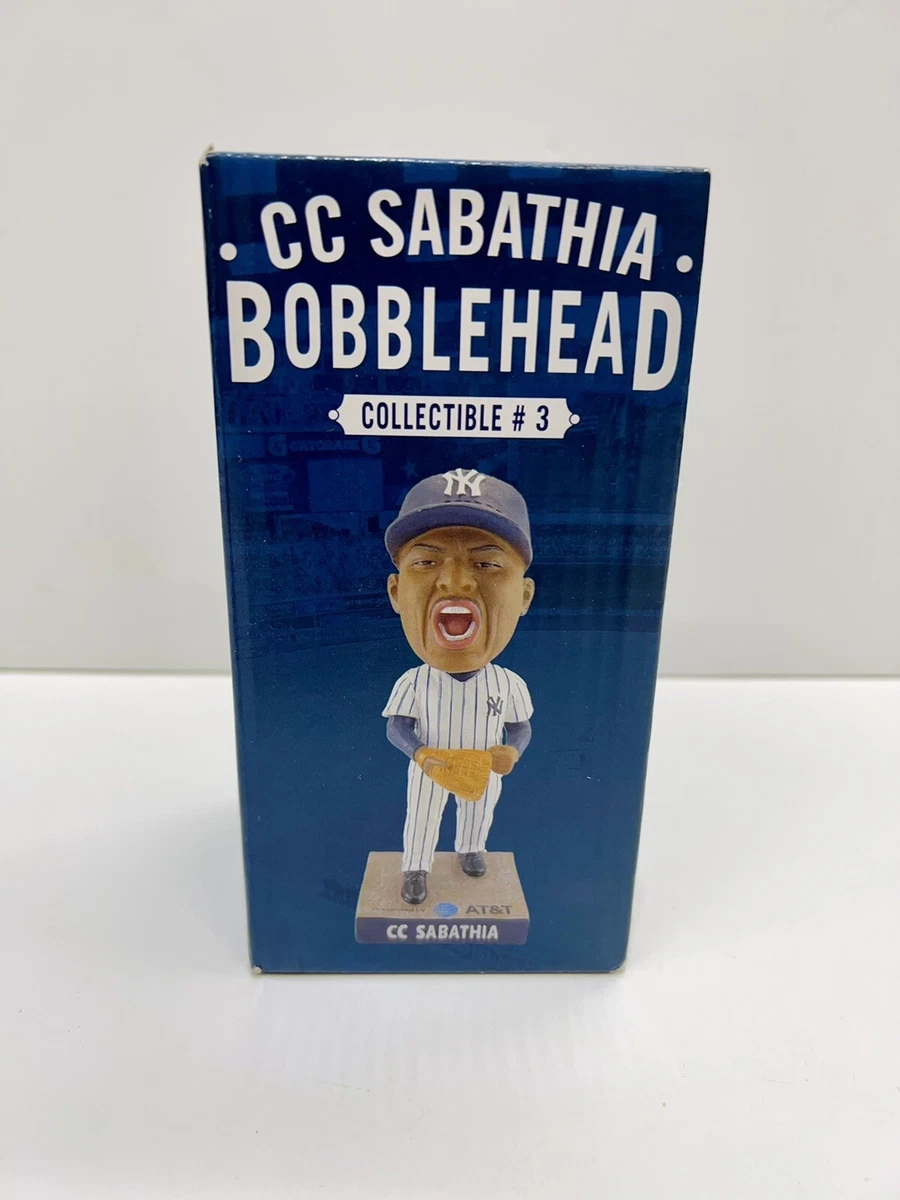 • CC SABATHIA •
BOBBLEHEAD
COLLECTIBLE # 3
NY
NY
AT&T
CC SABATHIA